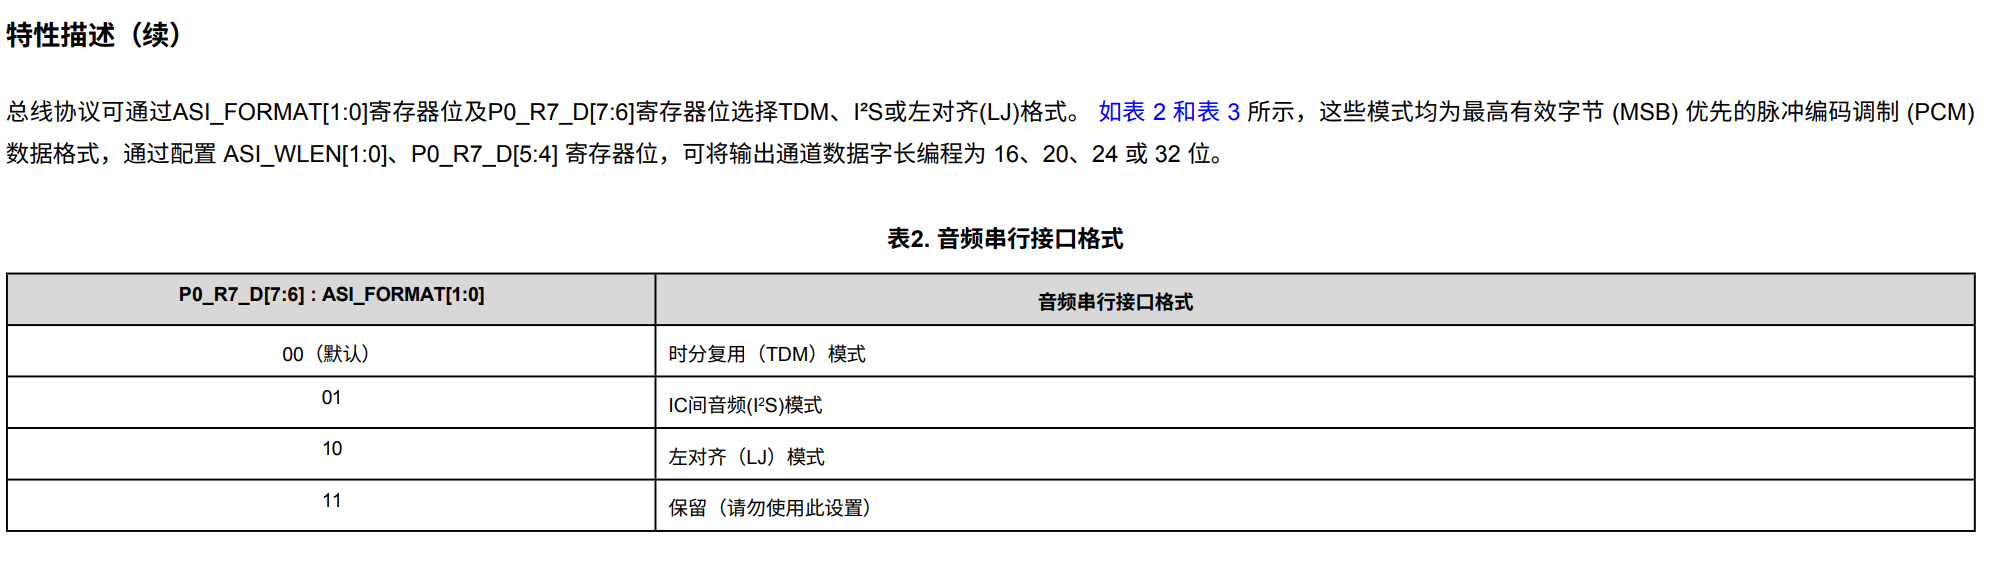 特性描述（续）
总线协议可通过ASI_FORMAT[1:0]寄存器位及P0_R7_D[7:6]寄存器位选择TDM、I²S或左对齐(LJ)格式。 如表 2 和表 3 所示，这些模式均为最高有效字节 (MSB) 优先的脉冲编码调制 (PCM)
数据格式，通过配置 ASI_WLEN[1:0]、P0_R7_D[5:4] 寄存器位，可将输出通道数据字长编程为 16、20、24 或 32 位。
表2. 音频串行接口格式
P0_R7_D[7:6] : ASI_FORMAT[1:0] 音频串行接口格式
00（默认） 时分复用（TDM）模式
01 IC间音频(I²S)模式
10 左对齐（LJ）模式
11 保留（请勿使用此设置）